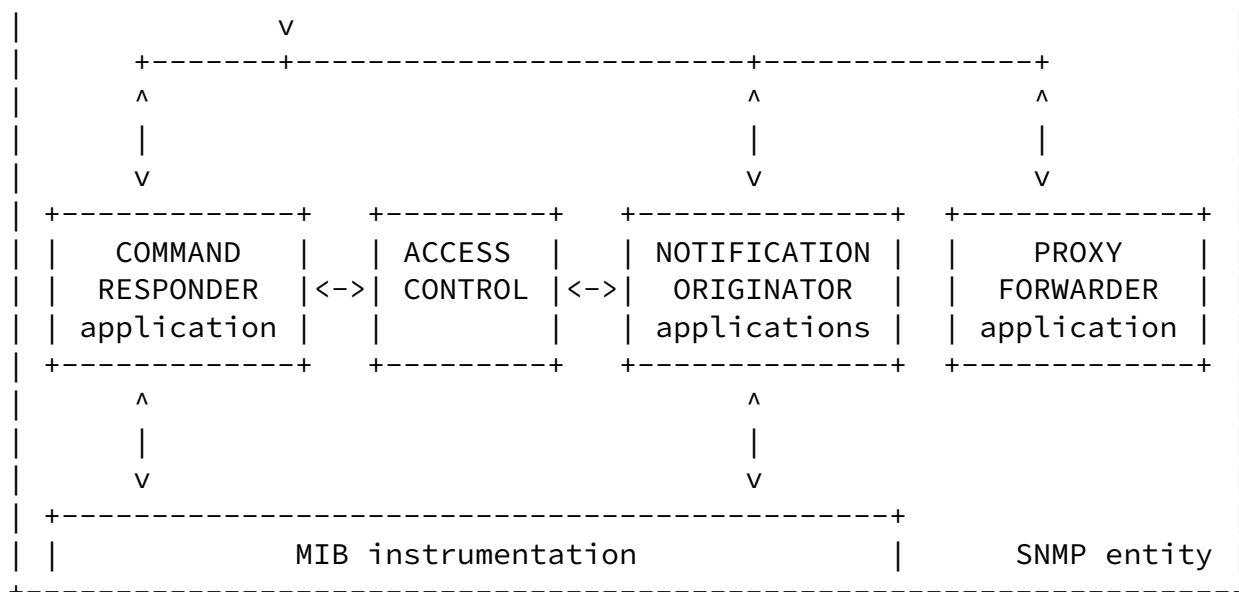 |              v                                                    |
|       +-------+-------------------------+---------------+          |
|       ^                                 ^               ^          |
|       |                                 |               |          |
|       v                                 v               v          |
|  +-------------+   +---------+   +--------------+  +-------------+ |
|  |   COMMAND   |   | ACCESS  |   | NOTIFICATION |  |    PROXY    | |
|  |  RESPONDER  |<->| CONTROL |<->|  ORIGINATOR  |  |  FORWARDER  | |
|  | application |   |         |   | applications |  | application | |
|  +-------------+   +---------+   +--------------+  +-------------+ |
|       ^                                 ^                          |
|       |                                 |                          |
|       v                                 v                          |
|  +----------------------------------------------+                  |
|  |             MIB instrumentation              |      SNMP entity |
+--------------------------------------------------------------------+